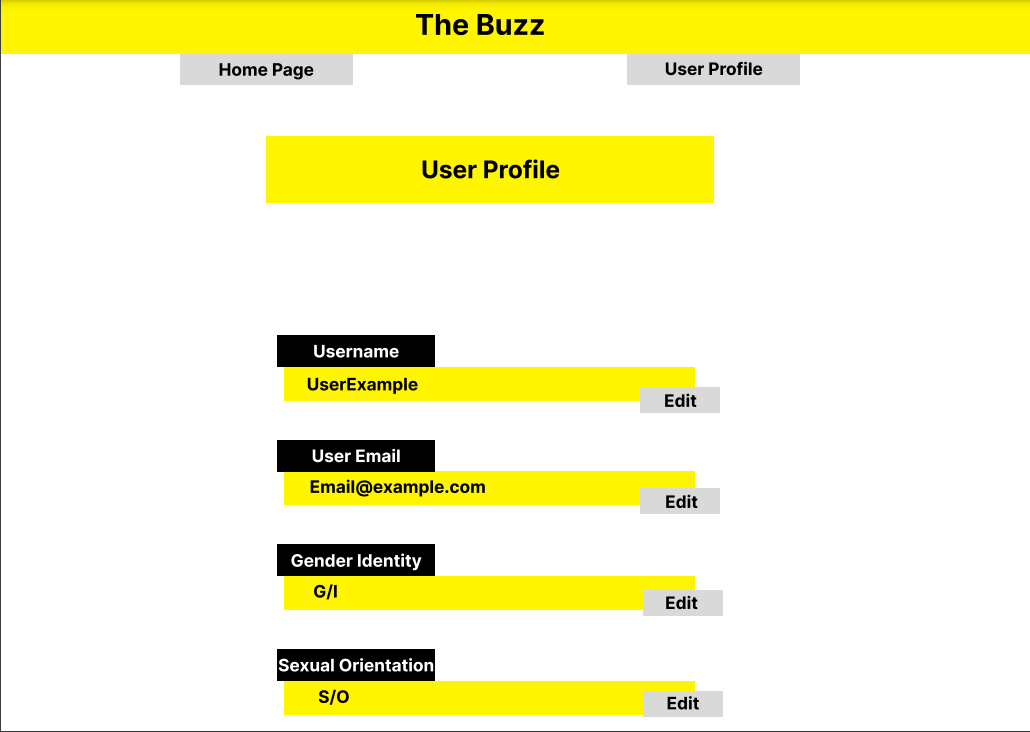 The Buzz
Home Page
User Profile
User Profile
Username
UserExample
Edit
User Email
Email@example.com
Edit
Gender Identity
G/I
Edit
Sexual Orientation
S/O
Edit